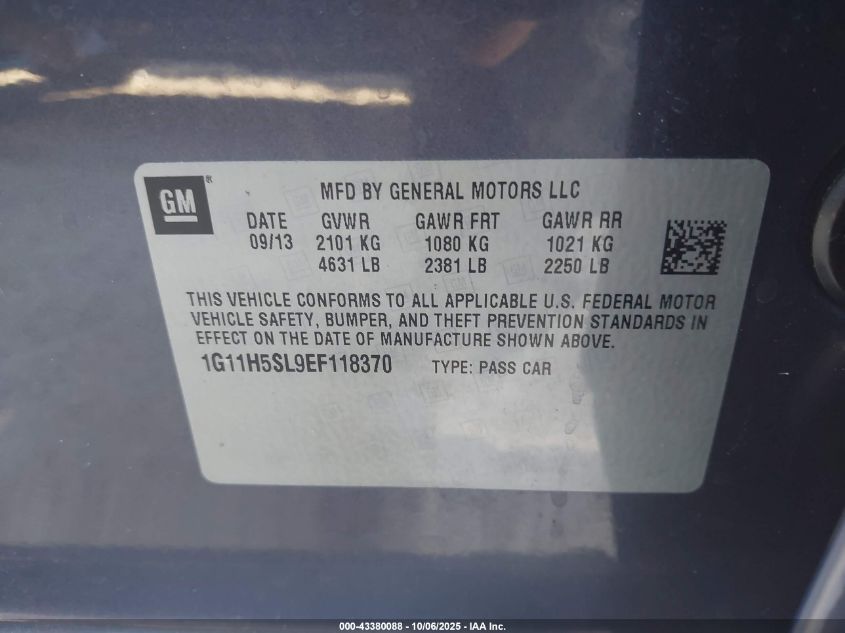 GM®
MFD BY GENERAL MOTORS LLC
DATE GVWR GAWR FRT GAWR RR
09/13 2101 KG 1080 KG 1021 KG
4631 LB 2381 LB 2250 LB
THIS VEHICLE CONFORMS TO ALL APPLICABLE U.S. FEDERAL MOTOR
VEHICLE SAFETY, BUMPER, AND THEFT PREVENTION STANDARDS IN
EFFECT ON THE DATE OF MANUFACTURE SHOWN ABOVE.
1G11H5SL9EF118370 TYPE: PASS CAR
000-43380088 - 10/06/2025 - IAA Inc.